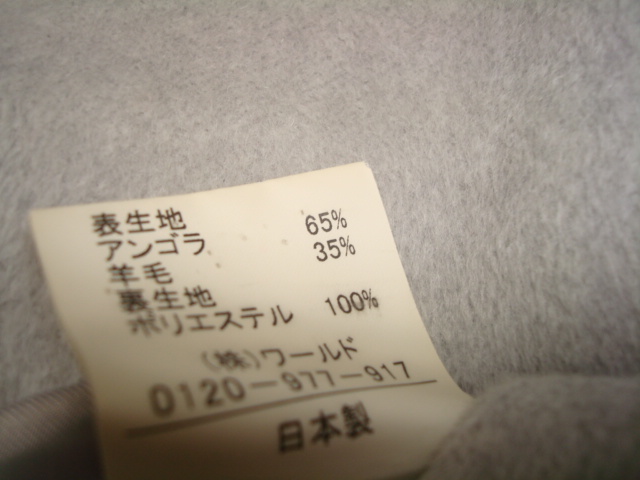 表生地
アンゴラ 65%
羊毛 35%
裏生地
ポリエステル 100%
(株)ワールド
0120-977-917
日本製